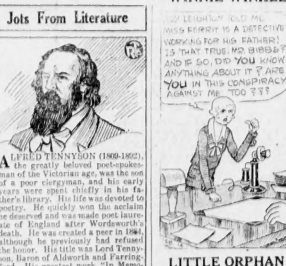 Jots From Literature
ALFRED TENNYSON (1809-1892),
the greatly beloved poet-spokes-
man of the Victorian age, was the son
of a poor clergyman, and his early
years were spent chiefly in his fa-
ther's library. His life was devoted to
poetry. He quickly won the acclaim
he deserved and was made poet laure-
ate of England after Wordsworth's
death. He was created a peer in 1884,
although he previously had refused
the honor. His title was Lord Tenny-
son, Baron of Aldworth and Farring-
LEIGHTON TOLD ME
MISS ESPRIT IS A DETECTIVE
WORKING FOR HIS FATHER!
IS THAT TRUE, MR BIBBS?
AND IF SO, DID YOU KNOW
ANYTHING ABOUT IT? ARE
YOU IN THIS CONSPIRACY
AGAINST ME TOO???
LITTLE ORPHAN